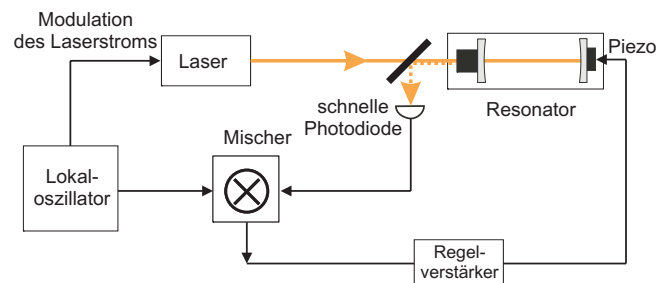 Modulation
des Laserstroms
Laser
Piezo
schnelle
Photodiode
Resonator
Mischer
Lokal-
oszillator
Regel-
verstärker